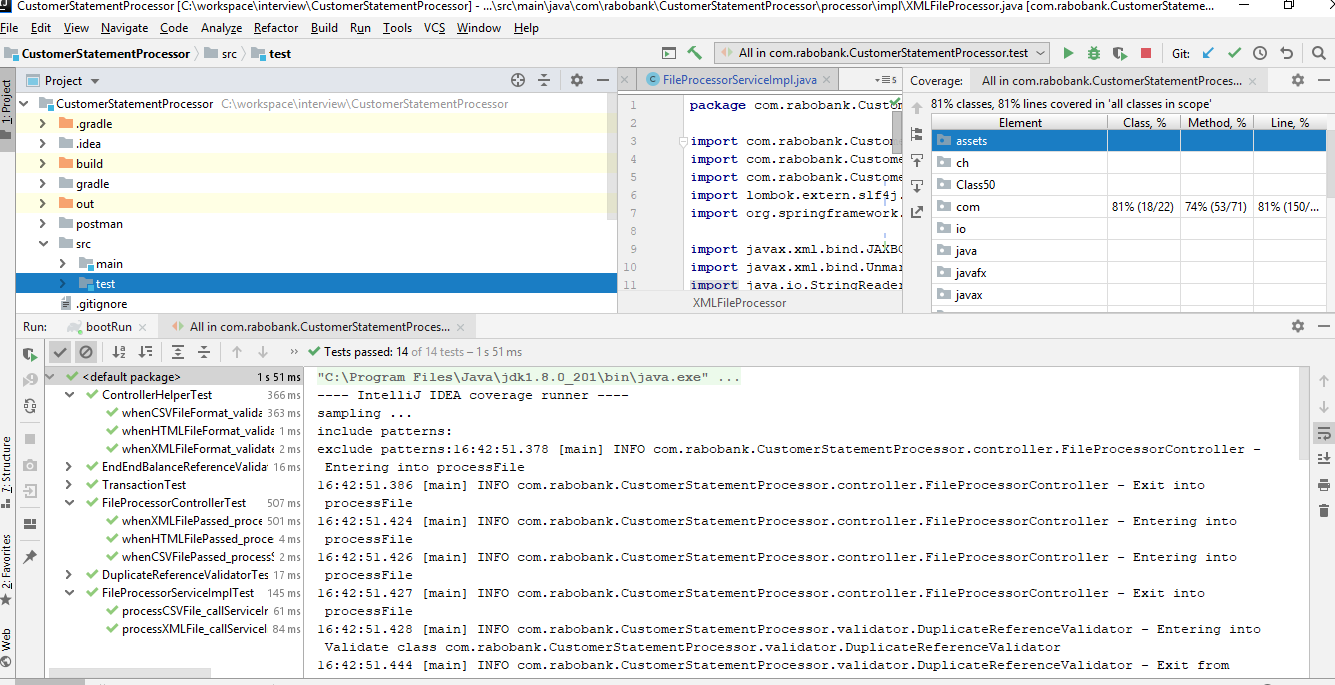 CustomerStatementProcessor [C:\workspace\interview\CustomerStatementProcessor] - ...\src\main\java\com\rabobank\CustomerStatementProcessor\processor\impl\XMLFileProcessor.java [com.rabobank.CustomerStateme...
File Edit View Navigate Code Analyze Refactor Build Run Tools VCS Window Help
CustomerStatementProcessor src test
All in com.rabobank.CustomerStatementProcessor.test
Git:
1: Project
Project
CustomerStatementProcessor C:\workspace\interview\CustomerStatementProcessor
.gradle
.idea
build
gradle
out
postman
src
main
test
.gitignore
FileProcessorServiceImpl.java
5
1 package com.rabobank.Custom
2
3 import com.rabobank.Custome
4 import com.rabobank.Custome
5 import com.rabobank.Custome
6 import lombok.extern.slf4j.
7 import org.springframework.
8
9 import javax.xml.bind.JAXBC
10 import javax.xml.bind.Unmar
11 import java.io.StringReader
XMLFileProcessor
Coverage: All in com.rabobank.CustomerStatementProces...
81% classes, 81% lines covered in 'all classes in scope'
Element Class, % Method, % Line, %
assets
ch
Class50
com 81% (18/22) 74% (53/71) 81% (150/...
io
java
javafx
javax
Run: bootRun All in com.rabobank.CustomerStatementProces...
Tests passed: 14 of 14 tests – 1 s 51 ms
<default package> 1 s 51 ms
ControllerHelperTest 366 ms
whenCSVFileFormat_valida 363 ms
whenHTMLFileFormat_valida 1 ms
whenXMLFileFormat_validate 2 ms
EndEndBalanceReferenceValidat 16 ms
TransactionTest
FileProcessorControllerTest 507 ms
whenXMLFilePassed_proce 501 ms
whenHTMLFilePassed_proce 4 ms
whenCSVFilePassed_processS 2 ms
DuplicateReferenceValidatorTes 17 ms
FileProcessorServiceImplTest 145 ms
processCSVFile_callServiceIr 61 ms
processXMLFile_callServiceI 84 ms
"C:\Program Files\Java\jdk1.8.0_201\bin\java.exe" ...
---- IntelliJ IDEA coverage runner ----
sampling ...
include patterns:
exclude patterns:16:42:51.378 [main] INFO com.rabobank.CustomerStatementProcessor.controller.FileProcessorController -
Entering into processFile
16:42:51.386 [main] INFO com.rabobank.CustomerStatementProcessor.controller.FileProcessorController - Exit into
processFile
16:42:51.424 [main] INFO com.rabobank.CustomerStatementProcessor.controller.FileProcessorController - Entering into
processFile
16:42:51.426 [main] INFO com.rabobank.CustomerStatementProcessor.controller.FileProcessorController - Entering into
processFile
16:42:51.427 [main] INFO com.rabobank.CustomerStatementProcessor.controller.FileProcessorController - Exit into
processFile
16:42:51.428 [main] INFO com.rabobank.CustomerStatementProcessor.validator.DuplicateReferenceValidator - Entering into
Validate class com.rabobank.CustomerStatementProcessor.validator.DuplicateReferenceValidator
16:42:51.444 [main] INFO com.rabobank.CustomerStatementProcessor.validator.DuplicateReferenceValidator - Exit from
7: Structure
2: Favorites
Web